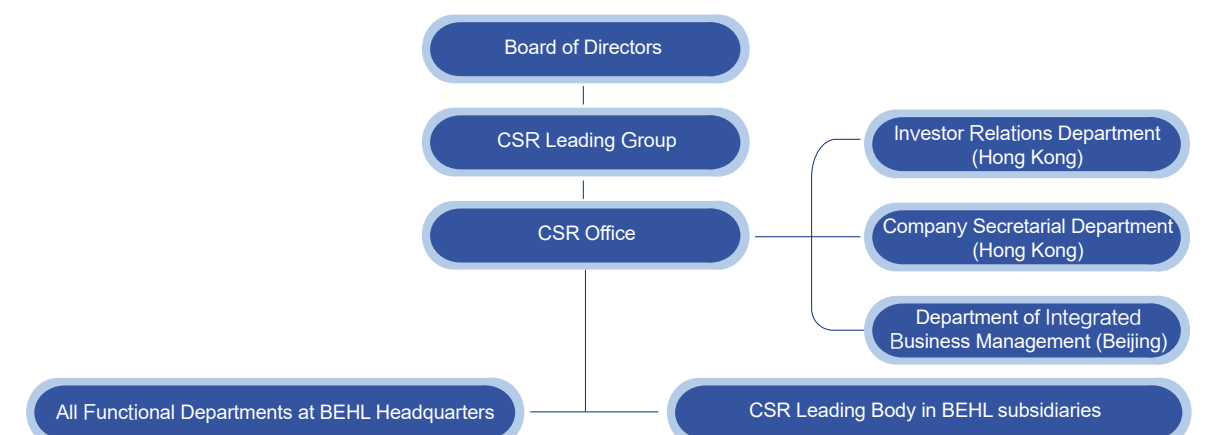 Board of Directors
CSR Leading Group
CSR Office
Investor Relations Department
(Hong Kong)
Company Secretarial Department
(Hong Kong)
Department of Integrated
Business Management (Beijing)
All Functional Departments at BEHL Headquarters
CSR Leading Body in BEHL subsidiaries